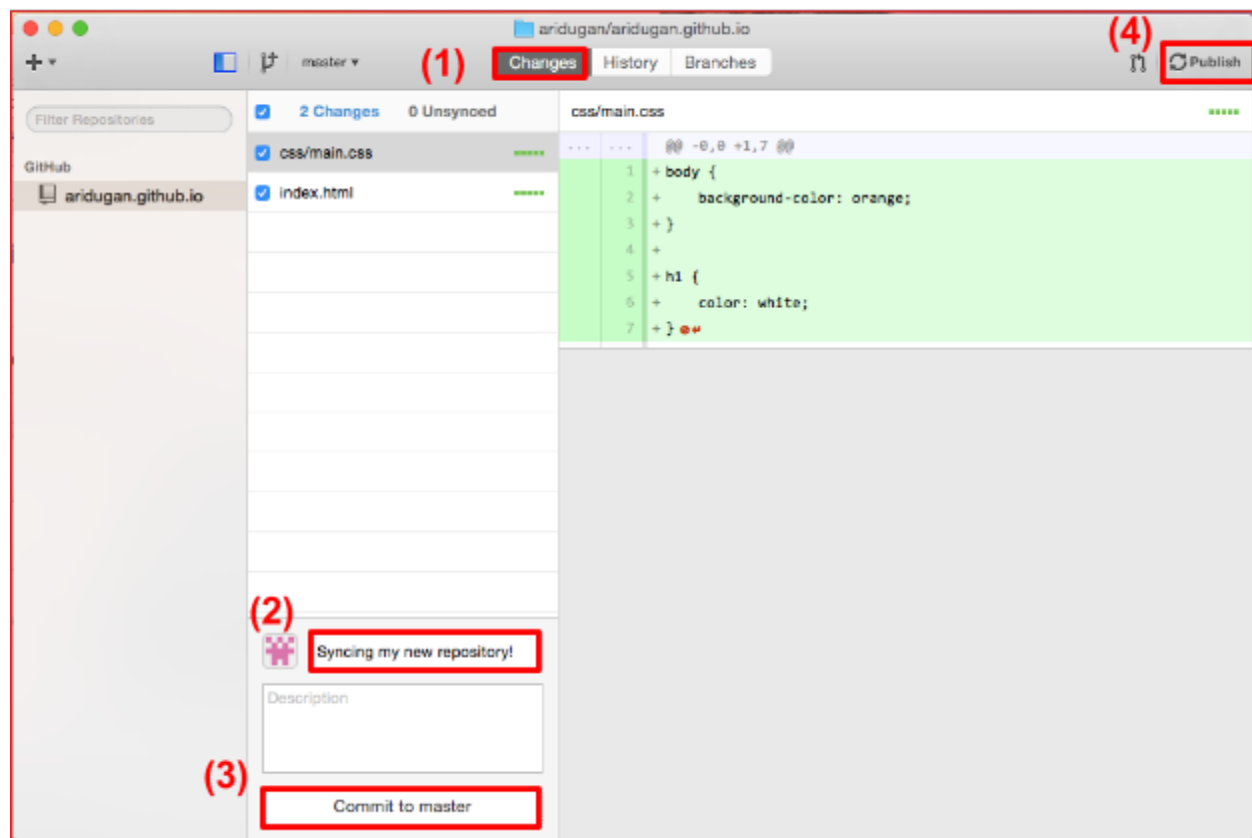 aridugan/aridugan.github.io
(4)
master
(1)
Changes
History
Branches
Publish
Filter Repositories
GitHub
aridugan.github.io
2 Changes
0 Unsynced
css/main.css
index.html
css/main.css
... ... @@ -0,0 +1,7 @@
1 +body {
2 + background-color: orange;
3 +}
4 +
5 +h1 {
6 + color: white;
7 +}
(2)
Syncing my new repository!
Description
(3)
Commit to master